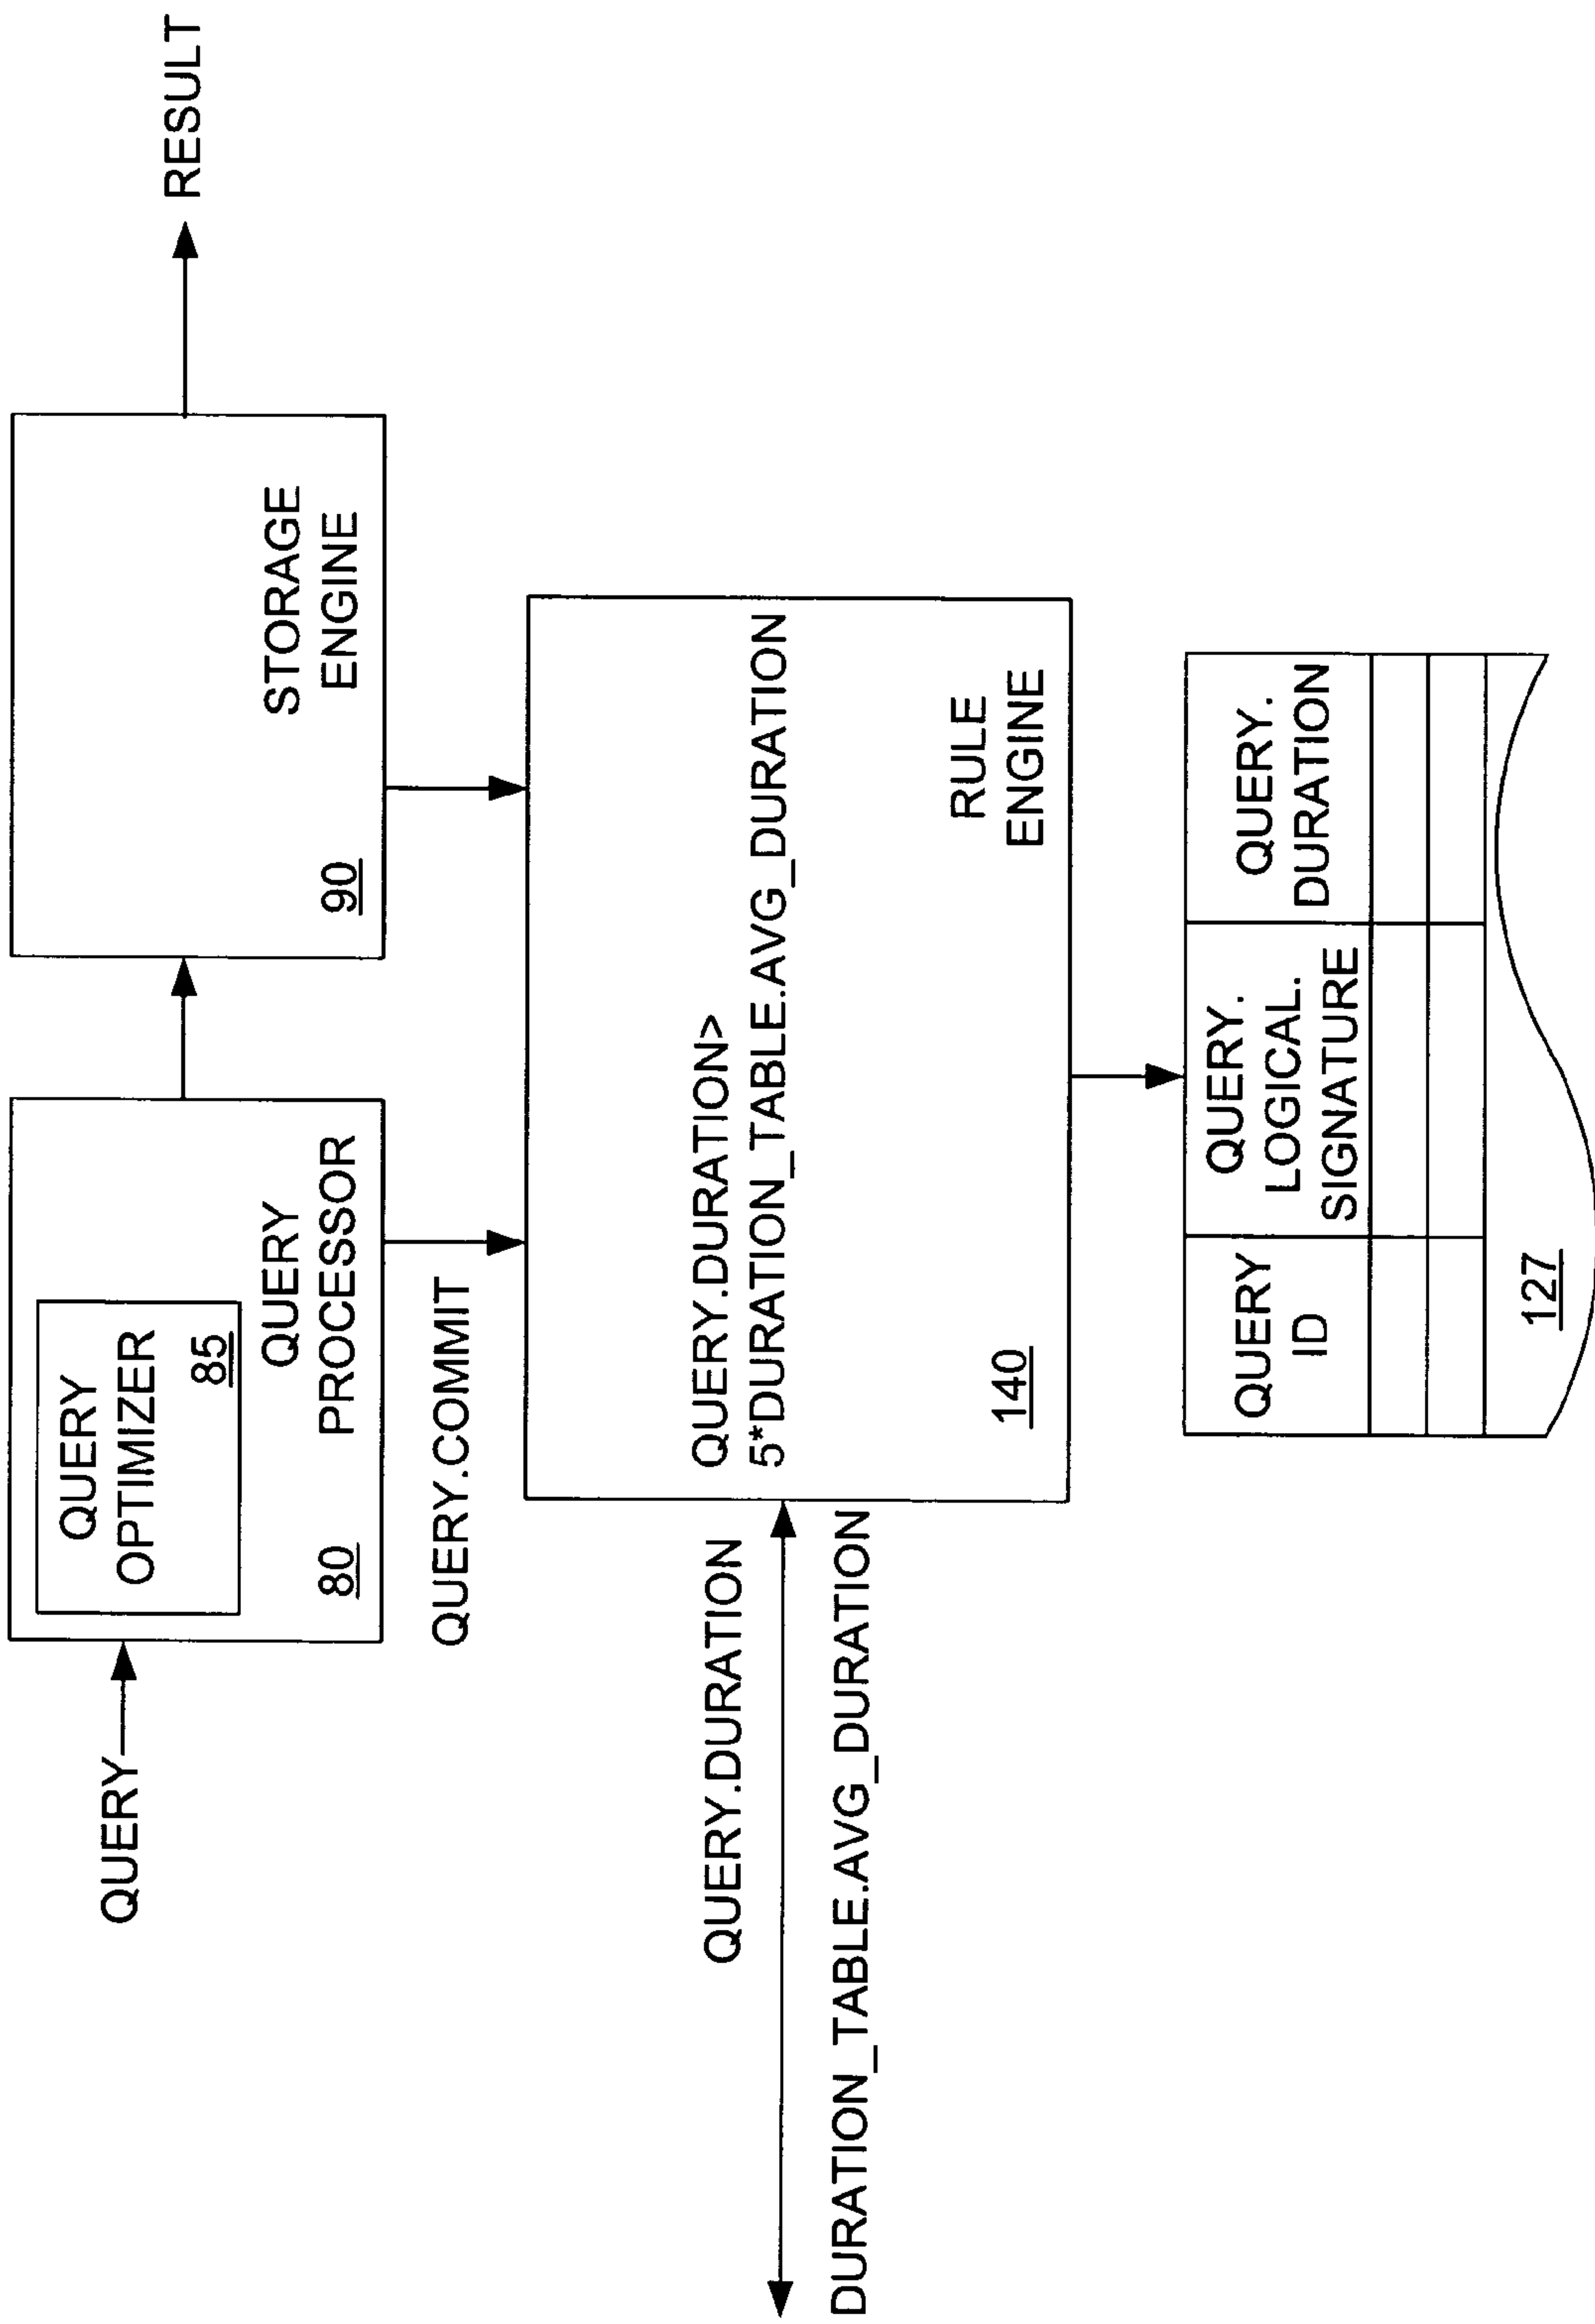 QUERY
QUERY
OPTIMIZER
85
QUERY
PROCESSOR
80
STORAGE
ENGINE
90
RESULT
QUERY.COMMIT
QUERY.DURATION
DURATION_TABLE.AVG_DURATION
QUERY.DURATION>
5*DURATION_TABLE.AVG_DURATION
RULE
ENGINE
140
QUERY
ID
QUERY.
LOGICAL.
SIGNATURE
QUERY.
DURATION
127